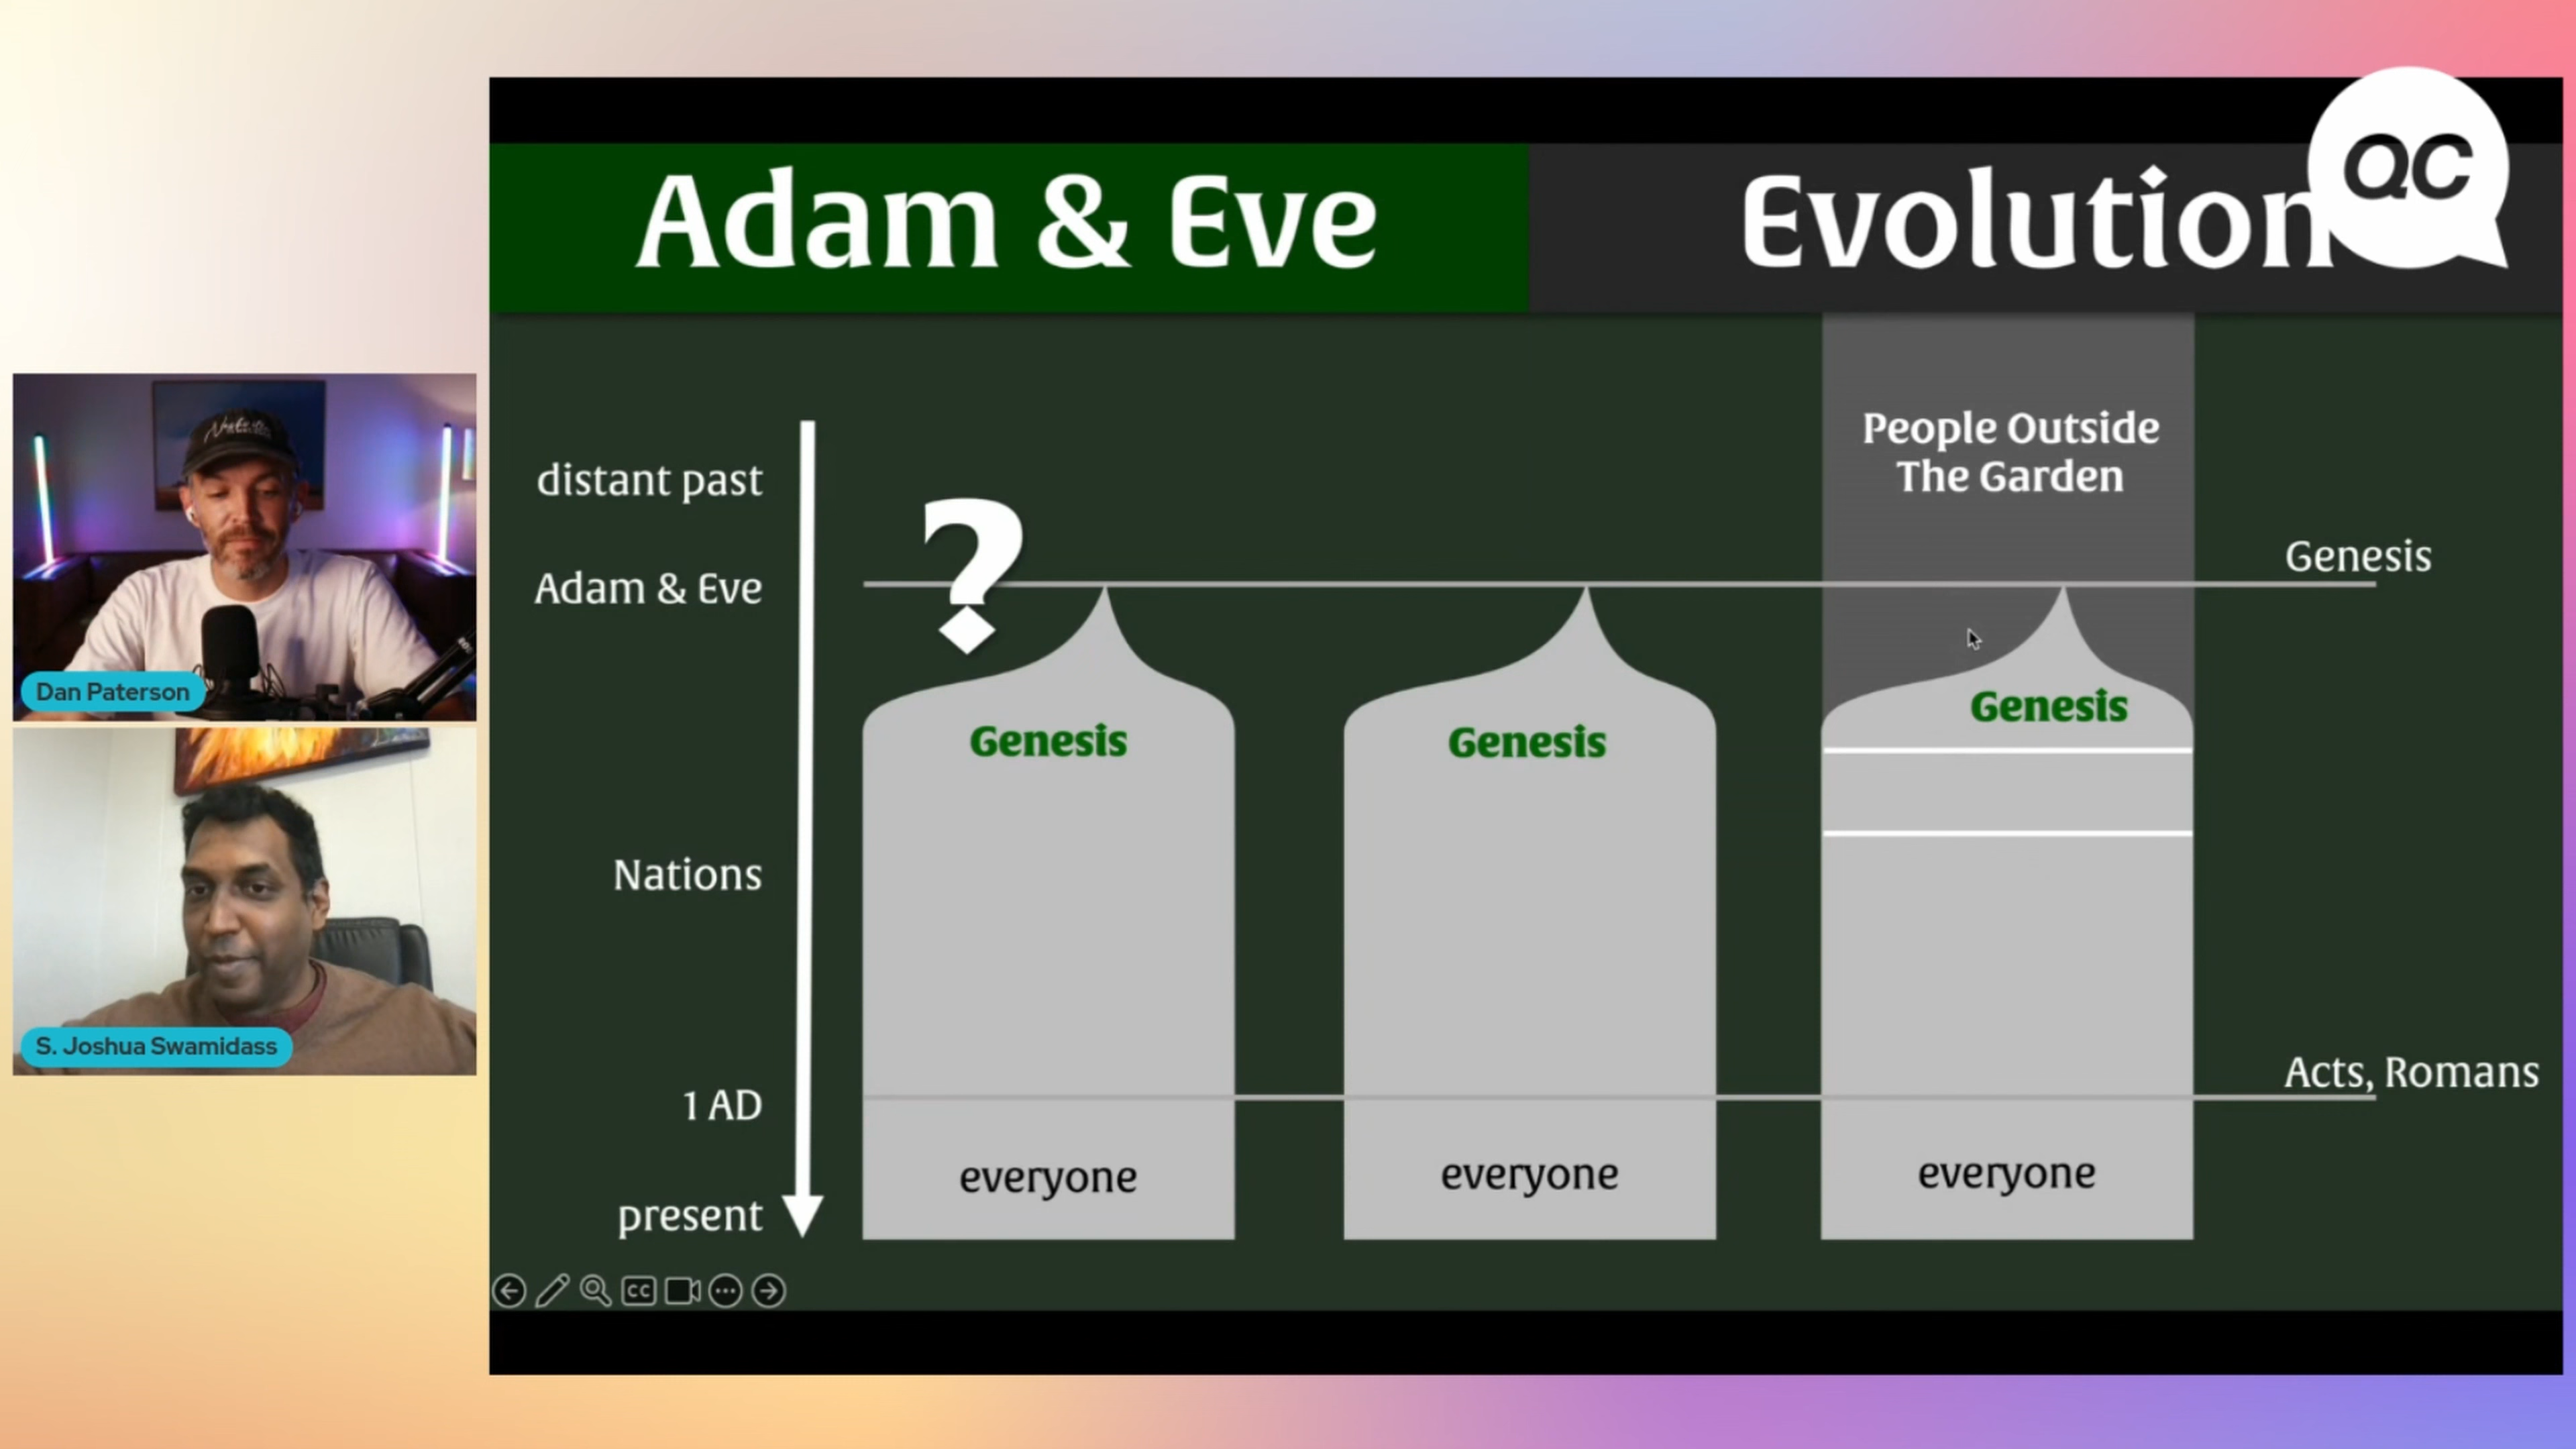 Adam & Eve
Evolution
QC
People Outside
The Garden
distant past
?
Genesis
Adam & Eve
Genesis
Genesis
Genesis
Nations
Acts, Romans
1 AD
everyone
everyone
everyone
present
CC
Dan Paterson
S. Joshua Swamidass